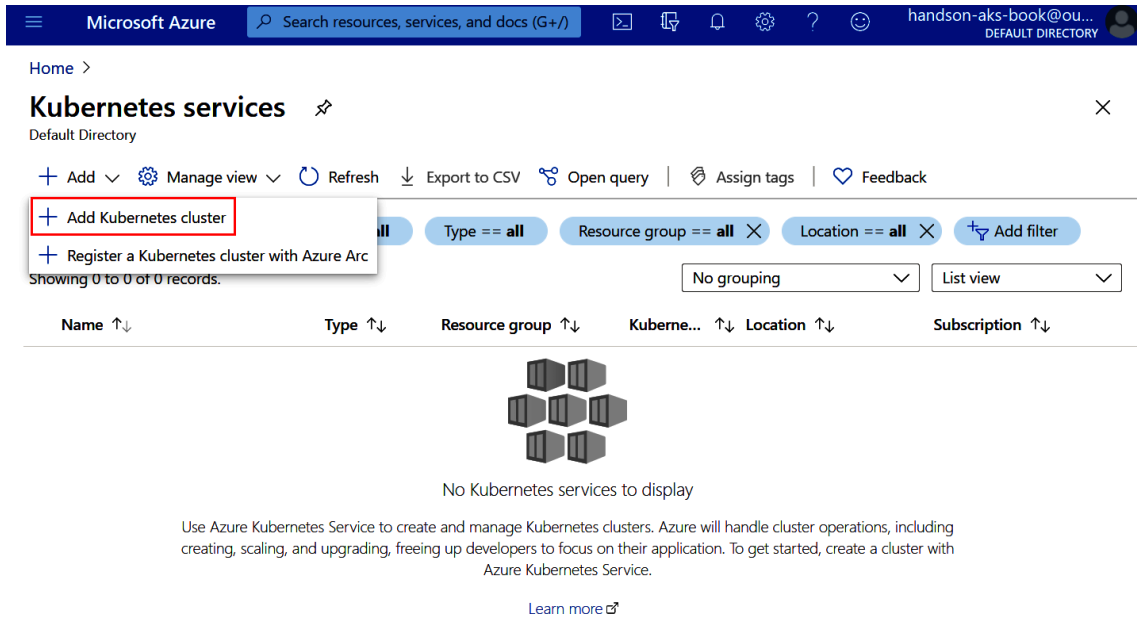 Microsoft Azure
Search resources, services, and docs (G+/)
handson-aks-book@ou...
DEFAULT DIRECTORY
Home >
Kubernetes services
Default Directory
Add
Manage view
Refresh
Export to CSV
Open query
Assign tags
Feedback
Add Kubernetes cluster
Register a Kubernetes cluster with Azure Arc
Type == all
Resource group == all
Location == all
Add filter
Showing 0 to 0 of 0 records.
No grouping
List view
Name
Type
Resource group
Kuberne...
Location
Subscription
No Kubernetes services to display
Use Azure Kubernetes Service to create and manage Kubernetes clusters. Azure will handle cluster operations, including
creating, scaling, and upgrading, freeing up developers to focus on their application. To get started, create a cluster with
Azure Kubernetes Service.
Learn more